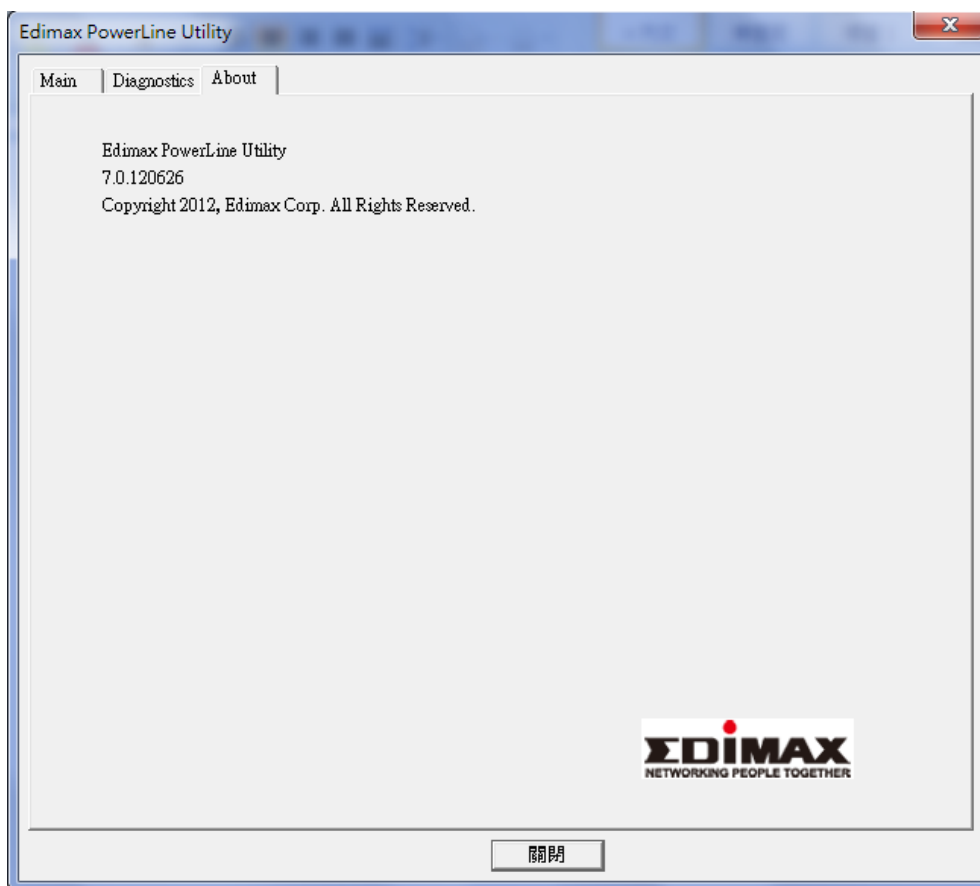 Edimax PowerLine Utility
Main
Diagnostics
About
Edimax PowerLine Utility
7.0.120626
Copyright 2012, Edimax Corp. All Rights Reserved.
EDIMAX
NETWORKING PEOPLE TOGETHER
關閉